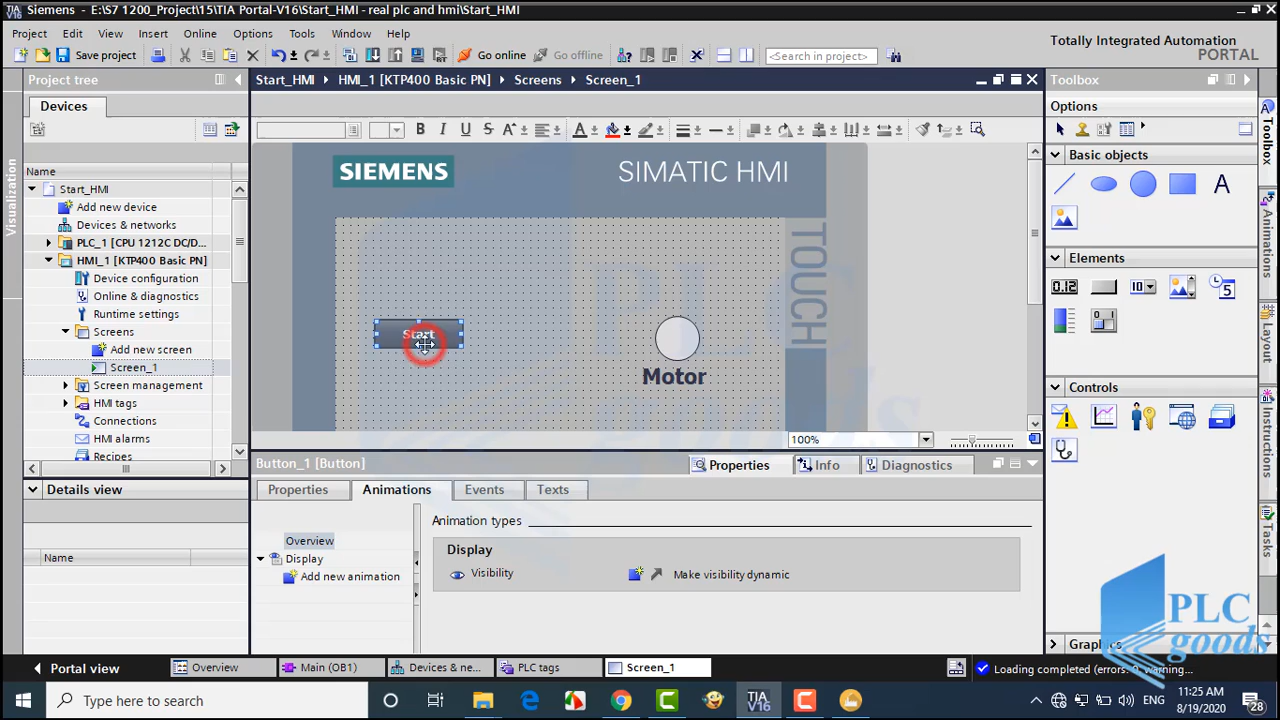 Siemens - E:\S7 1200_Project\15\TIA Portal-V16\Start_HMI - real plc and hmi\Start_HMI
Project Edit View Insert Online Options Tools Window Help
Totally Integrated Automation
PORTAL
Save project
Go online
Go offline
<Search in project>
Project tree
Start_HMI HMI_1 [KTP400 Basic PN] Screens Screen_1
Toolbox
Devices
Options
Name
Start_HMI
Add new device
Devices & networks
PLC_1 [CPU 1212C DC/D...
HMI_1 [KTP400 Basic PN]
Device configuration
Online & diagnostics
Runtime settings
Screens
Add new screen
Screen_1
Screen management
HMI tags
Connections
HMI alarms
Recipes
Visualization
SIEMENS
SIMATIC HMI
TOUCH
Start
Motor
100%
Basic objects
Elements
Controls
Graphics
Toolbox
Animations
Layout
Instructions
Tasks
Button_1 [Button]
Properties
Info
Diagnostics
Properties Animations Events Texts
Overview
Display
Add new animation
Animation types
Display
Visibility
Make visibility dynamic
Details view
Name
PLC
goods
Portal view
Overview
Main (OB1)
Devices & ne...
PLC tags
Screen_1
Loading completed (errors: 0, warning...
Type here to search
TIA
V16
ENG
11:25 AM
8/19/2020
28